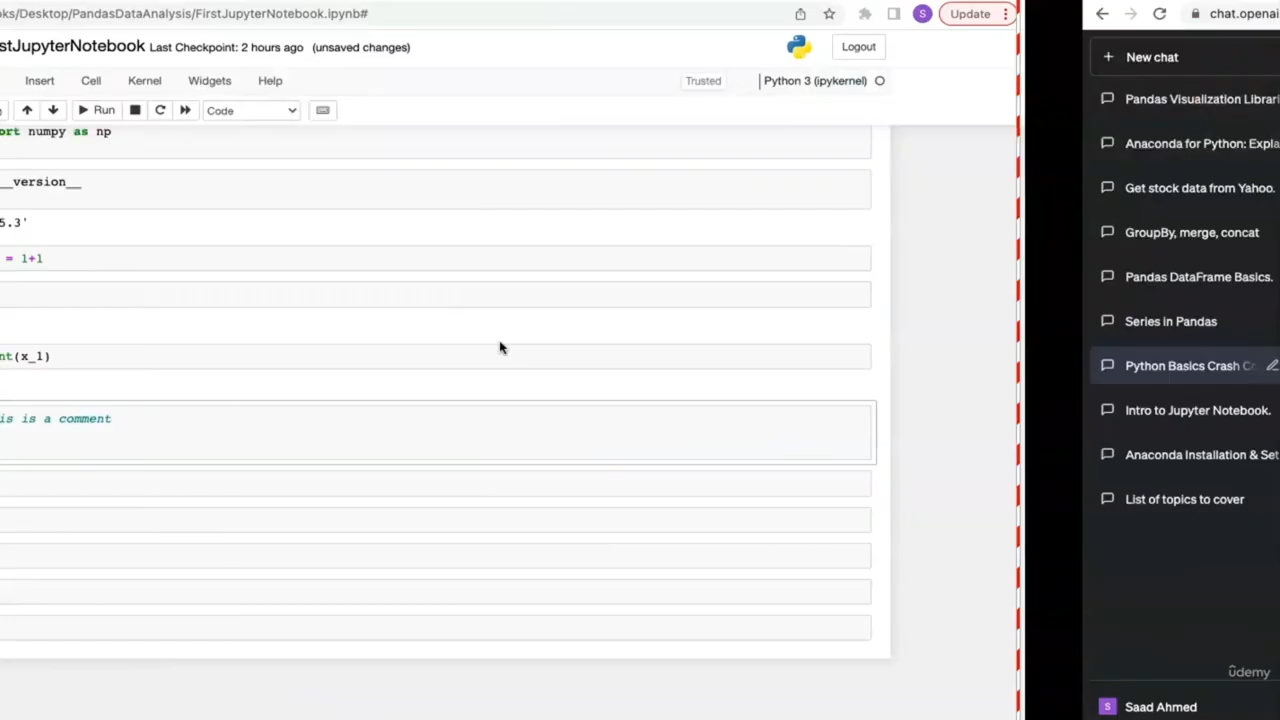 oks/Desktop/PandasDataAnalysis/FirstJupyterNotebook.ipynb#
S
Update
stJupyterNotebook Last Checkpoint: 2 hours ago (unsaved changes)
Logout
Insert Cell Kernel Widgets Help
Trusted
Python 3 (ipykernel)
Run
Code
ort numpy as np
__version__
5.3'
= 1+1
nt(x_1)
is is a comment
chat.openai
New chat
Pandas Visualization Librari
Anaconda for Python: Expla
Get stock data from Yahoo.
GroupBy, merge, concat
Pandas DataFrame Basics.
Series in Pandas
Python Basics Crash C
Intro to Jupyter Notebook.
Anaconda Installation & Set
List of topics to cover
ûdemy
S Saad Ahmed